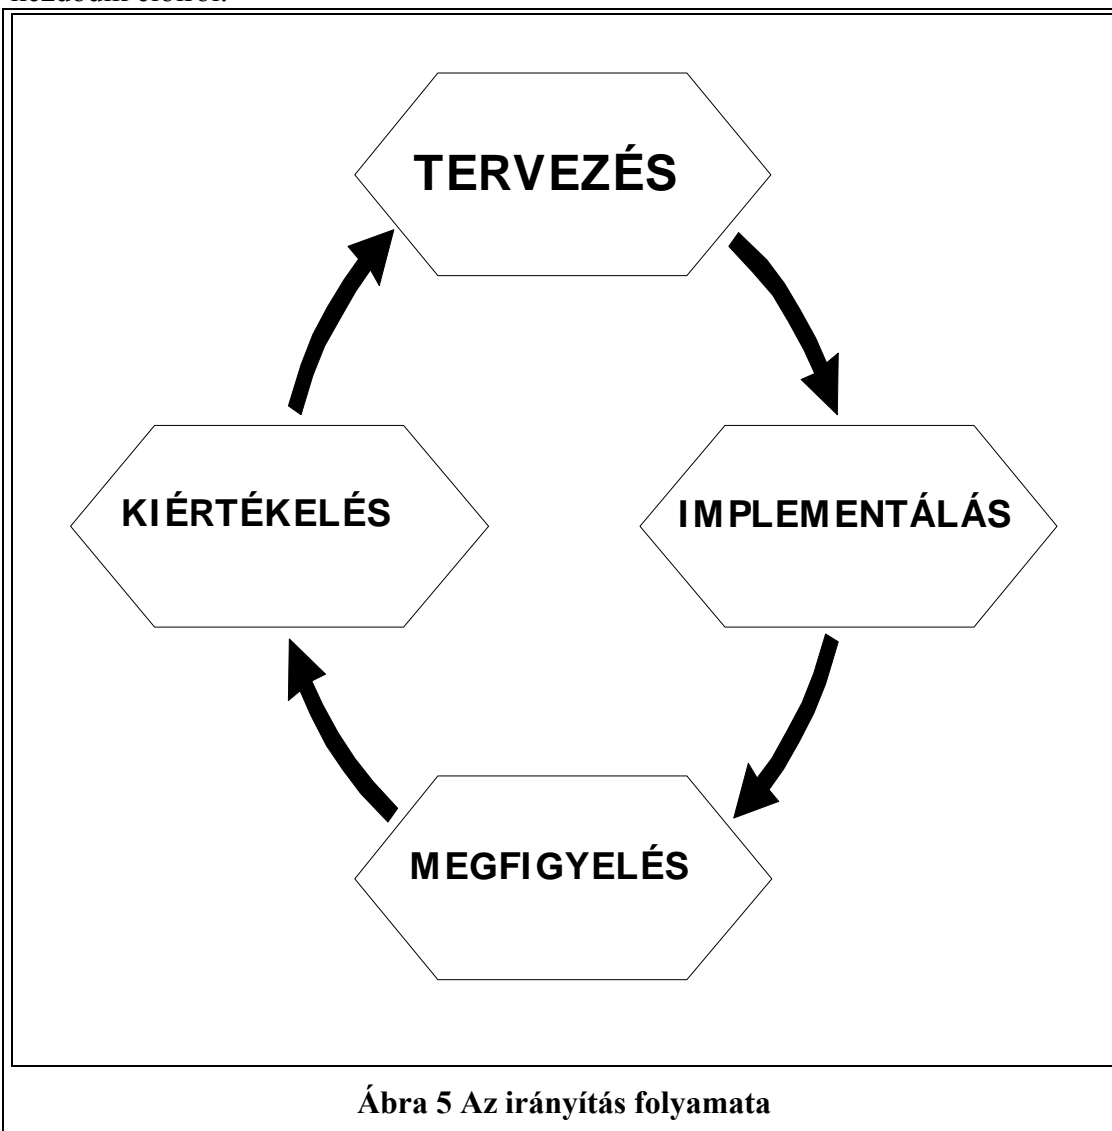 TERVEZÉS
KIÉRTÉKELÉS
IMPLEMENTÁLÁS
MEGFIGYELÉS
Ábra 5 Az irányítás folyamata